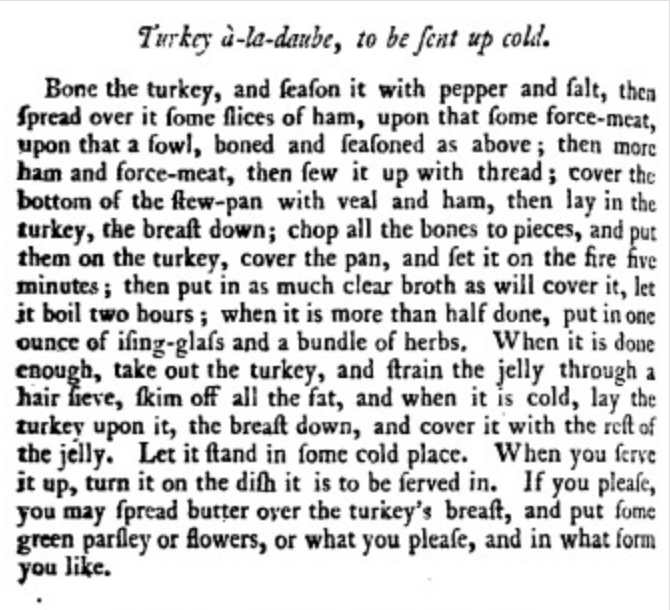 Turkey à-la-daube, to be ſent up cold.
Bone the turkey, and ſeaſon it with pepper and ſalt, then
ſpread over it ſome ſlices of ham, upon that ſome force-meat,
upon that a fowl, boned and ſeaſoned as above; then more
ham and force-meat, then ſew it up with thread; cover the
bottom of the ſtew-pan with veal and ham, then lay in the
turkey, the breaſt down; chop all the bones to pieces, and put
them on the turkey, cover the pan, and ſet it on the fire five
minutes; then put in as much clear broth as will cover it, let
it boil two hours; when it is more than half done, put in one
ounce of iſing-glaſs and a bundle of herbs. When it is done
enough, take out the turkey, and ſtrain the jelly through a
hair ſieve, ſkim off all the fat, and when it is cold, lay the
turkey upon it, the breaſt down, and cover it with the reſt of
the jelly. Let it ſtand in ſome cold place. When you ſerve
it up, turn it on the diſh it is to be ſerved in. If you pleaſe,
you may ſpread butter over the turkey's breaſt, and put ſome
green parſley or flowers, or what you pleaſe, and in what form
you like.